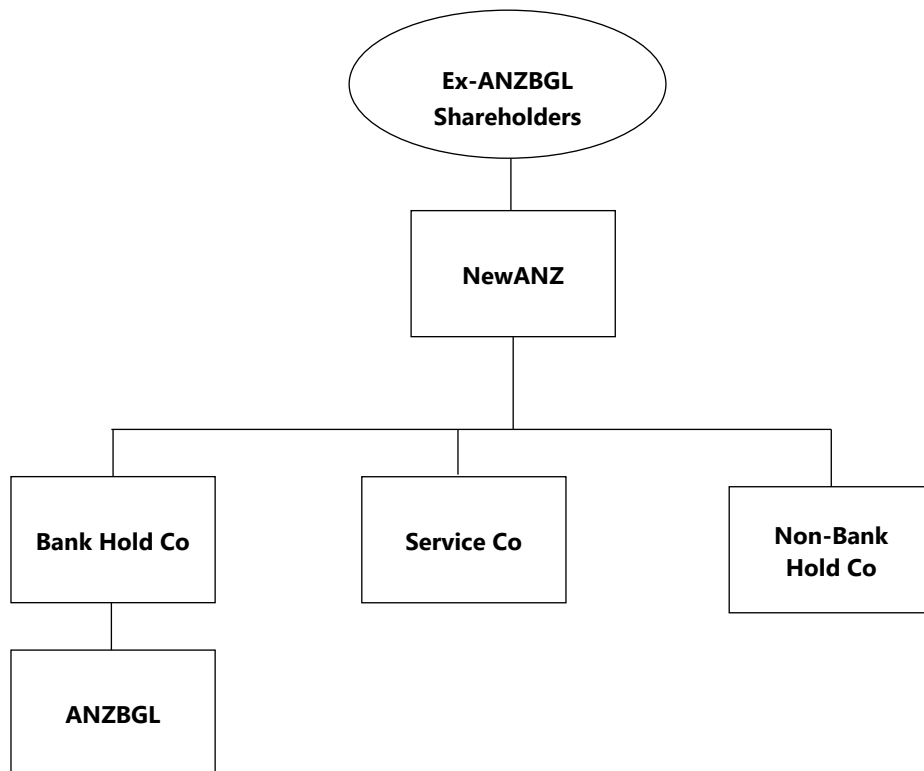 Ex-ANZBGL
Shareholders
NewANZ
Bank Hold Co
Service Co
Non-Bank
Hold Co
ANZBGL